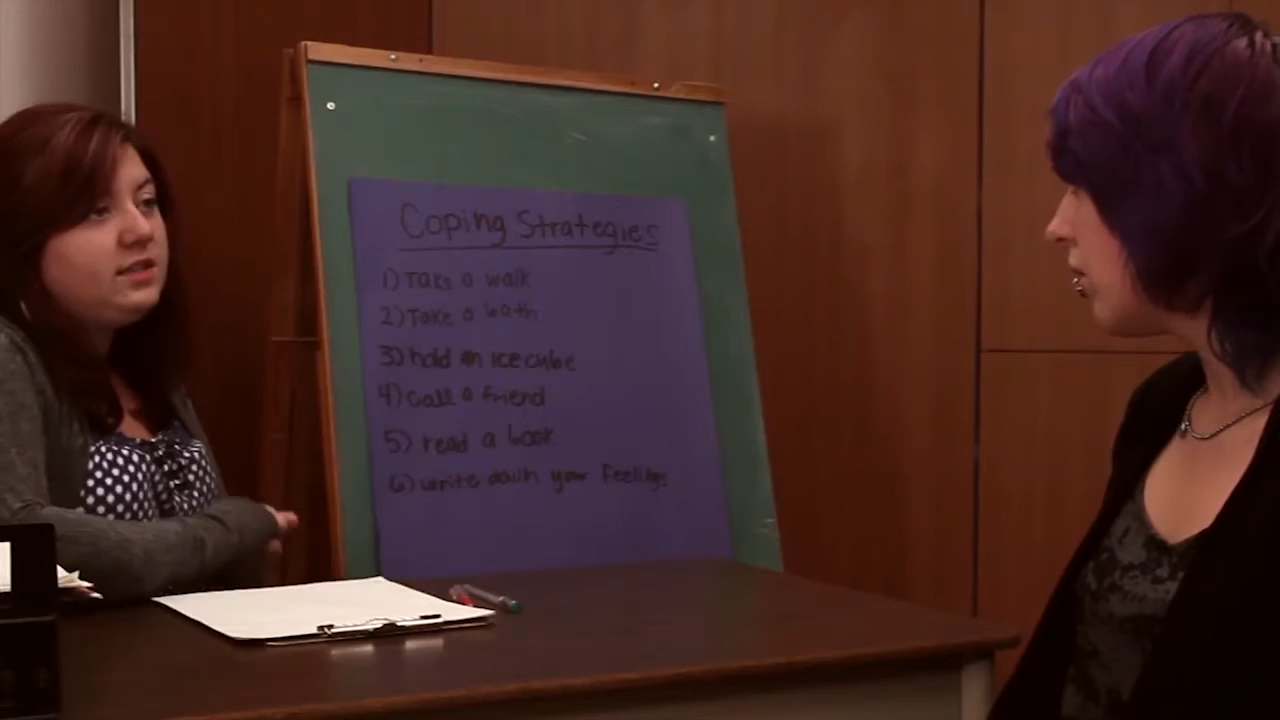 Coping Strategies
1) Take a walk
2) Take a bath
3) hold an ice cube
4) call a friend
5) read a book
6) write down your feelings